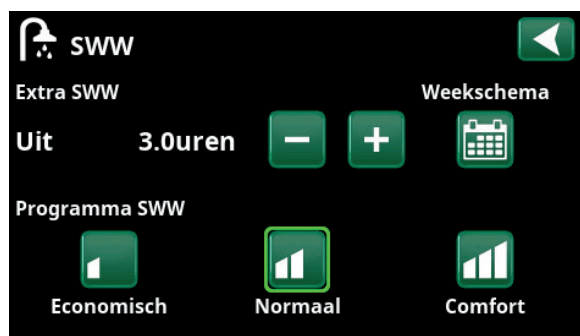 SWW
Extra SWW Weekschema
Uit 3.0uren
Programma SWW
Economisch Normaal Comfort